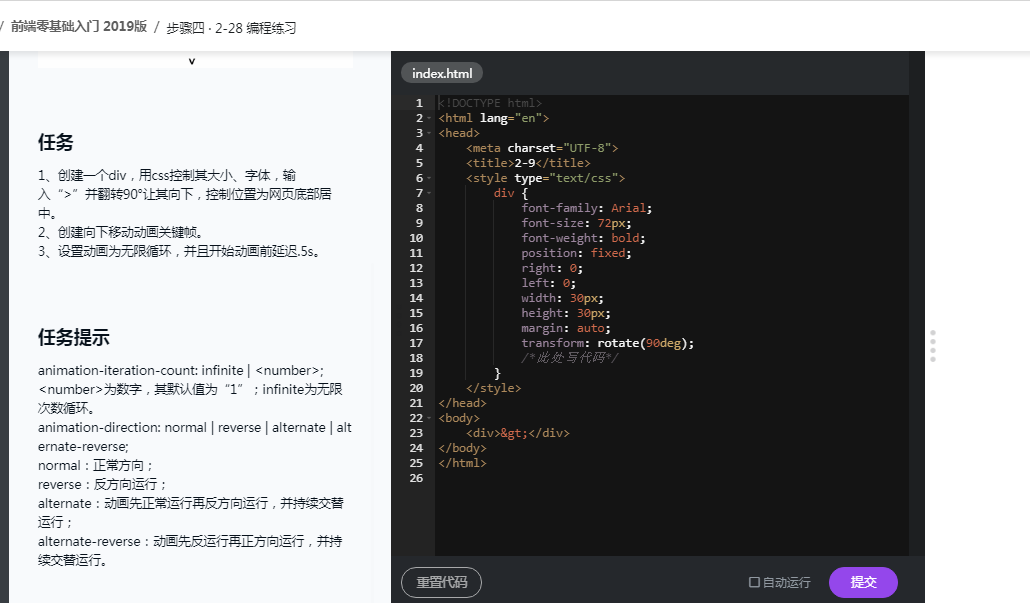 / 前端零基础入门 2019版 / 步骤四 · 2-28 编程练习
v
任务
1、创建一个div，用css控制其大小、字体，输
入“>”并翻转90°让其向下，控制位置为网页底部居
中。
2、创建向下移动动画关键帧。
3、设置动画为无限循环，并且开始动画前延迟.5s。
任务提示
animation-iteration-count: infinite | <number>;
<number>为数字，其默认值为“1”；infinite为无限
次数循环。
animation-direction: normal | reverse | alternate | alt
ernate-reverse;
normal：正常方向；
reverse：反方向运行；
alternate：动画先正常运行再反方向运行，并持续交替
运行；
alternate-reverse：动画先反运行再正方向运行，并持
续交替运行。
index.html
1 <!DOCTYPE html>
2 <html lang="en">
3 <head>
4 <meta charset="UTF-8">
5 <title>2-9</title>
6 <style type="text/css">
7 div {
8 font-family: Arial;
9 font-size: 72px;
10 font-weight: bold;
11 position: fixed;
12 right: 0;
13 left: 0;
14 width: 30px;
15 height: 30px;
16 margin: auto;
17 transform: rotate(90deg);
18 /*此处写代码*/
19 }
20 </style>
21 </head>
22 <body>
23 <div>&gt;</div>
24 </body>
25 </html>
26
重置代码
自动运行
提交